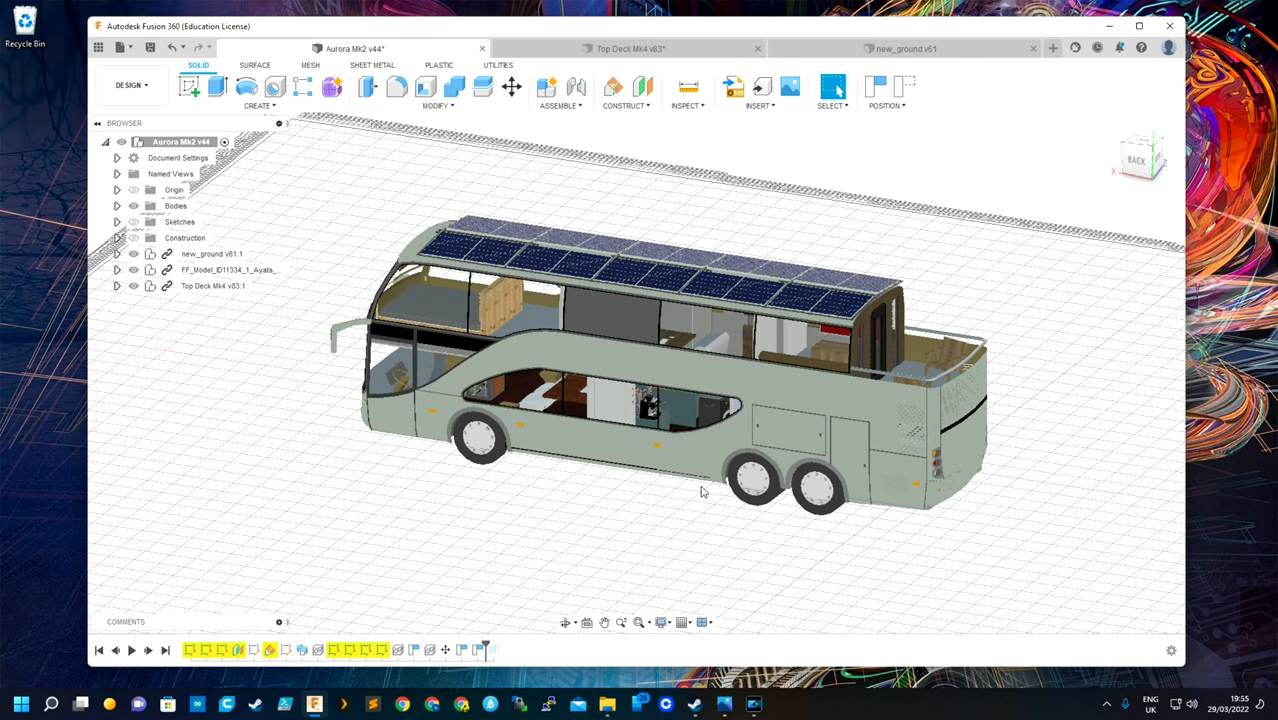 Recycle Bin
Autodesk Fusion 360 (Education License)
Aurora Mk2 v44*
Top Deck Mk4 v83*
new_ground v61
SOLID
SURFACE
MESH
SHEET METAL
PLASTIC
UTILITIES
DESIGN
CREATE
MODIFY
ASSEMBLE
CONSTRUCT
INSPECT
INSERT
SELECT
POSITION
BROWSER
Aurora Mk2 v44
Document Settings
Named Views
Origin
Bodies
Sketches
Construction
new_ground v61:1
FF_Model_ID11334_1_Ayats_
Top Deck Mk4 v83:1
BACK
X
Z
COMMENTS
ENG
UK
19:55
29/03/2022